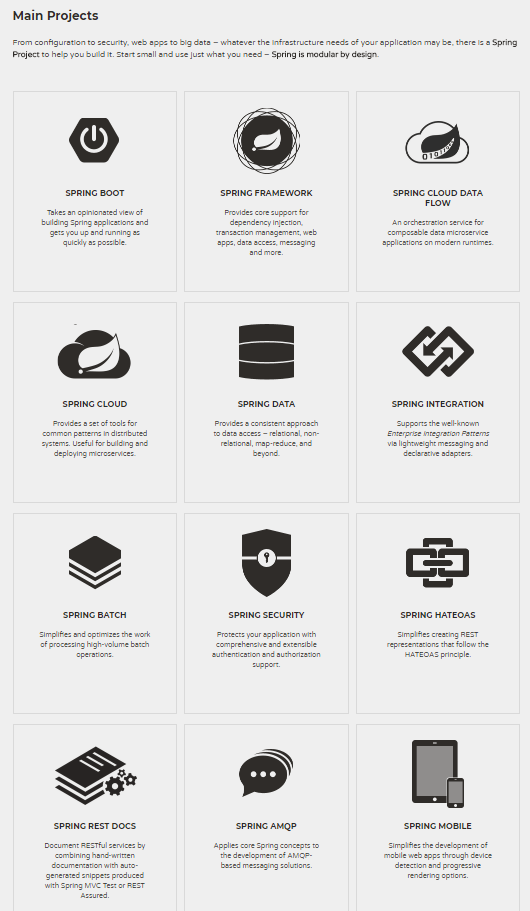 Main Projects
From configuration to security, web apps to big data – whatever the infrastructure needs of your application may be, there is a Spring
Project to help you build it. Start small and use just what you need – Spring is modular by design.
SPRING BOOT
Takes an opinionated view of
building Spring applications and
gets you up and running as
quickly as possible.
SPRING FRAMEWORK
Provides core support for
dependency injection,
transaction management, web
apps, data access, messaging
and more.
SPRING CLOUD DATA
FLOW
An orchestration service for
composable data microservice
applications on modern runtimes.
SPRING CLOUD
Provides a set of tools for
common patterns in distributed
systems. Useful for building and
deploying microservices.
SPRING DATA
Provides a consistent approach
to data access – relational, non-
relational, map-reduce, and
beyond.
SPRING INTEGRATION
Supports the well-known
Enterprise Integration Patterns
via lightweight messaging and
declarative adapters.
SPRING BATCH
Simplifies and optimizes the work
of processing high-volume batch
operations.
SPRING SECURITY
Protects your application with
comprehensive and extensible
authentication and authorization
support.
SPRING HATEOAS
Simplifies creating REST
representations that follow the
HATEOAS principle.
SPRING REST DOCS
Document RESTful services by
combining hand-written
documentation with auto-
generated snippets produced
with Spring MVC Test or REST
Assured.
SPRING AMQP
Applies core Spring concepts to
the development of AMQP-
based messaging solutions.
SPRING MOBILE
Simplifies the development of
mobile web apps through device
detection and progressive
rendering options.